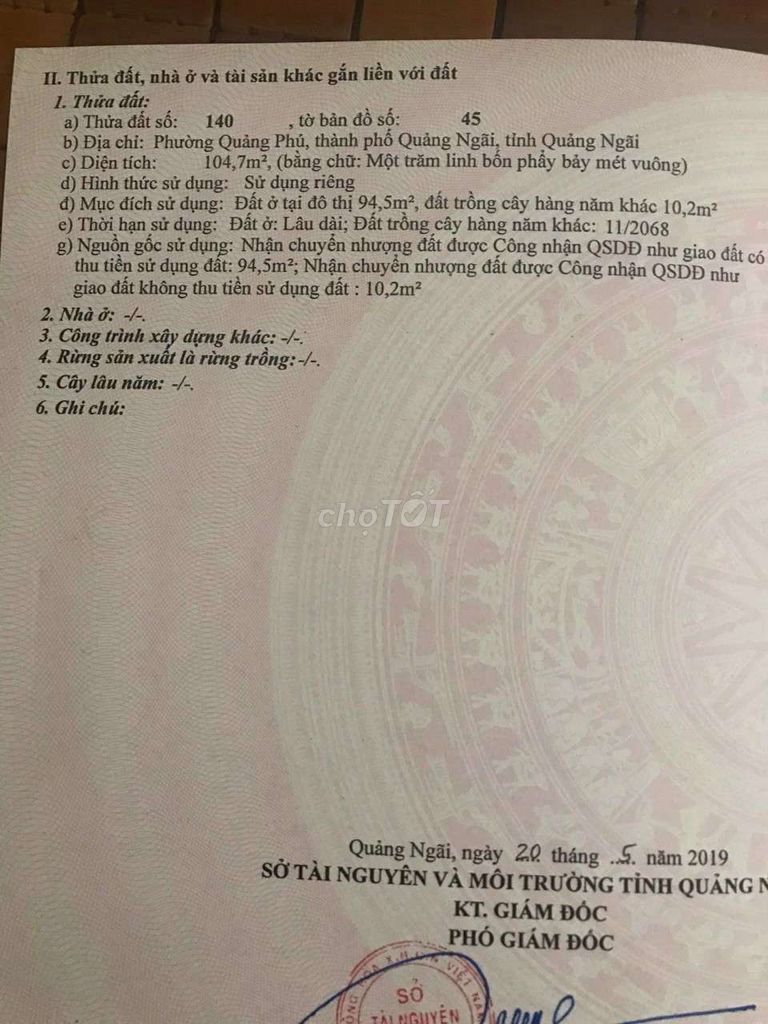 II. Thửa đất, nhà ở và tài sản khác gắn liền với đất
1. Thửa đất:
a) Thửa đất số: 140 , tờ bản đồ số: 45
b) Địa chỉ: Phường Quảng Phú, thành phố Quảng Ngãi, tỉnh Quảng Ngãi
c) Diện tích: 104,7m², (bằng chữ: Một trăm linh bốn phẩy bảy mét vuông)
d) Hình thức sử dụng: Sử dụng riêng
đ) Mục đích sử dụng: Đất ở tại đô thị 94,5m², đất trồng cây hàng năm khác 10,2m²
e) Thời hạn sử dụng: Đất ở: Lâu dài; Đất trồng cây hàng năm khác: 11/2068
g) Nguồn gốc sử dụng: Nhận chuyển nhượng đất được Công nhận QSDĐ như giao đất có
thu tiền sử dụng đất: 94,5m²; Nhận chuyển nhượng đất được Công nhận QSDĐ như
giao đất không thu tiền sử dụng đất : 10,2m²
2. Nhà ở: -/-.
3. Công trình xây dựng khác: -/-.
4. Rừng sản xuất là rừng trồng: -/-.
5. Cây lâu năm: -/-.
6. Ghi chú:
chợTỐT
Quảng Ngãi, ngày 20 tháng ..5. năm 2019
SỞ TÀI NGUYÊN VÀ MÔI TRƯỜNG TỈNH QUẢNG N
KT. GIÁM ĐỐC
PHÓ GIÁM ĐỐC
X.H.C.N VIỆT NAM
SỞ
TÀI NGUYÊN